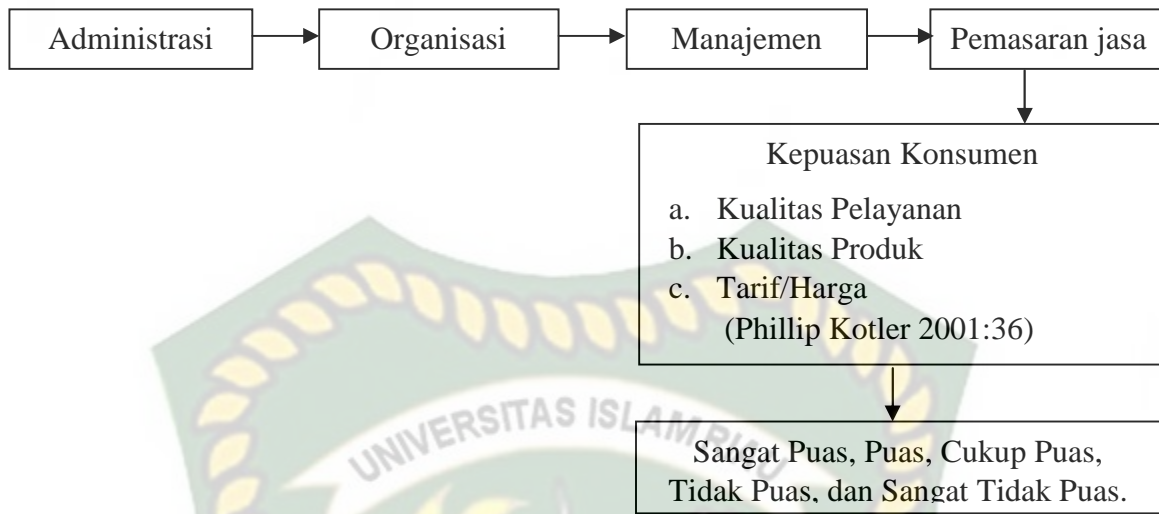 Administrasi
Organisasi
Manajemen
Pemasaran jasa
Kepuasan Konsumen
a. Kualitas Pelayanan
b. Kualitas Produk
c. Tarif/Harga
(Phillip Kotler 2001:36)
UNIVERSITAS ISLAM RIAU
Sangat Puas, Puas, Cukup Puas,
Tidak Puas, dan Sangat Tidak Puas.